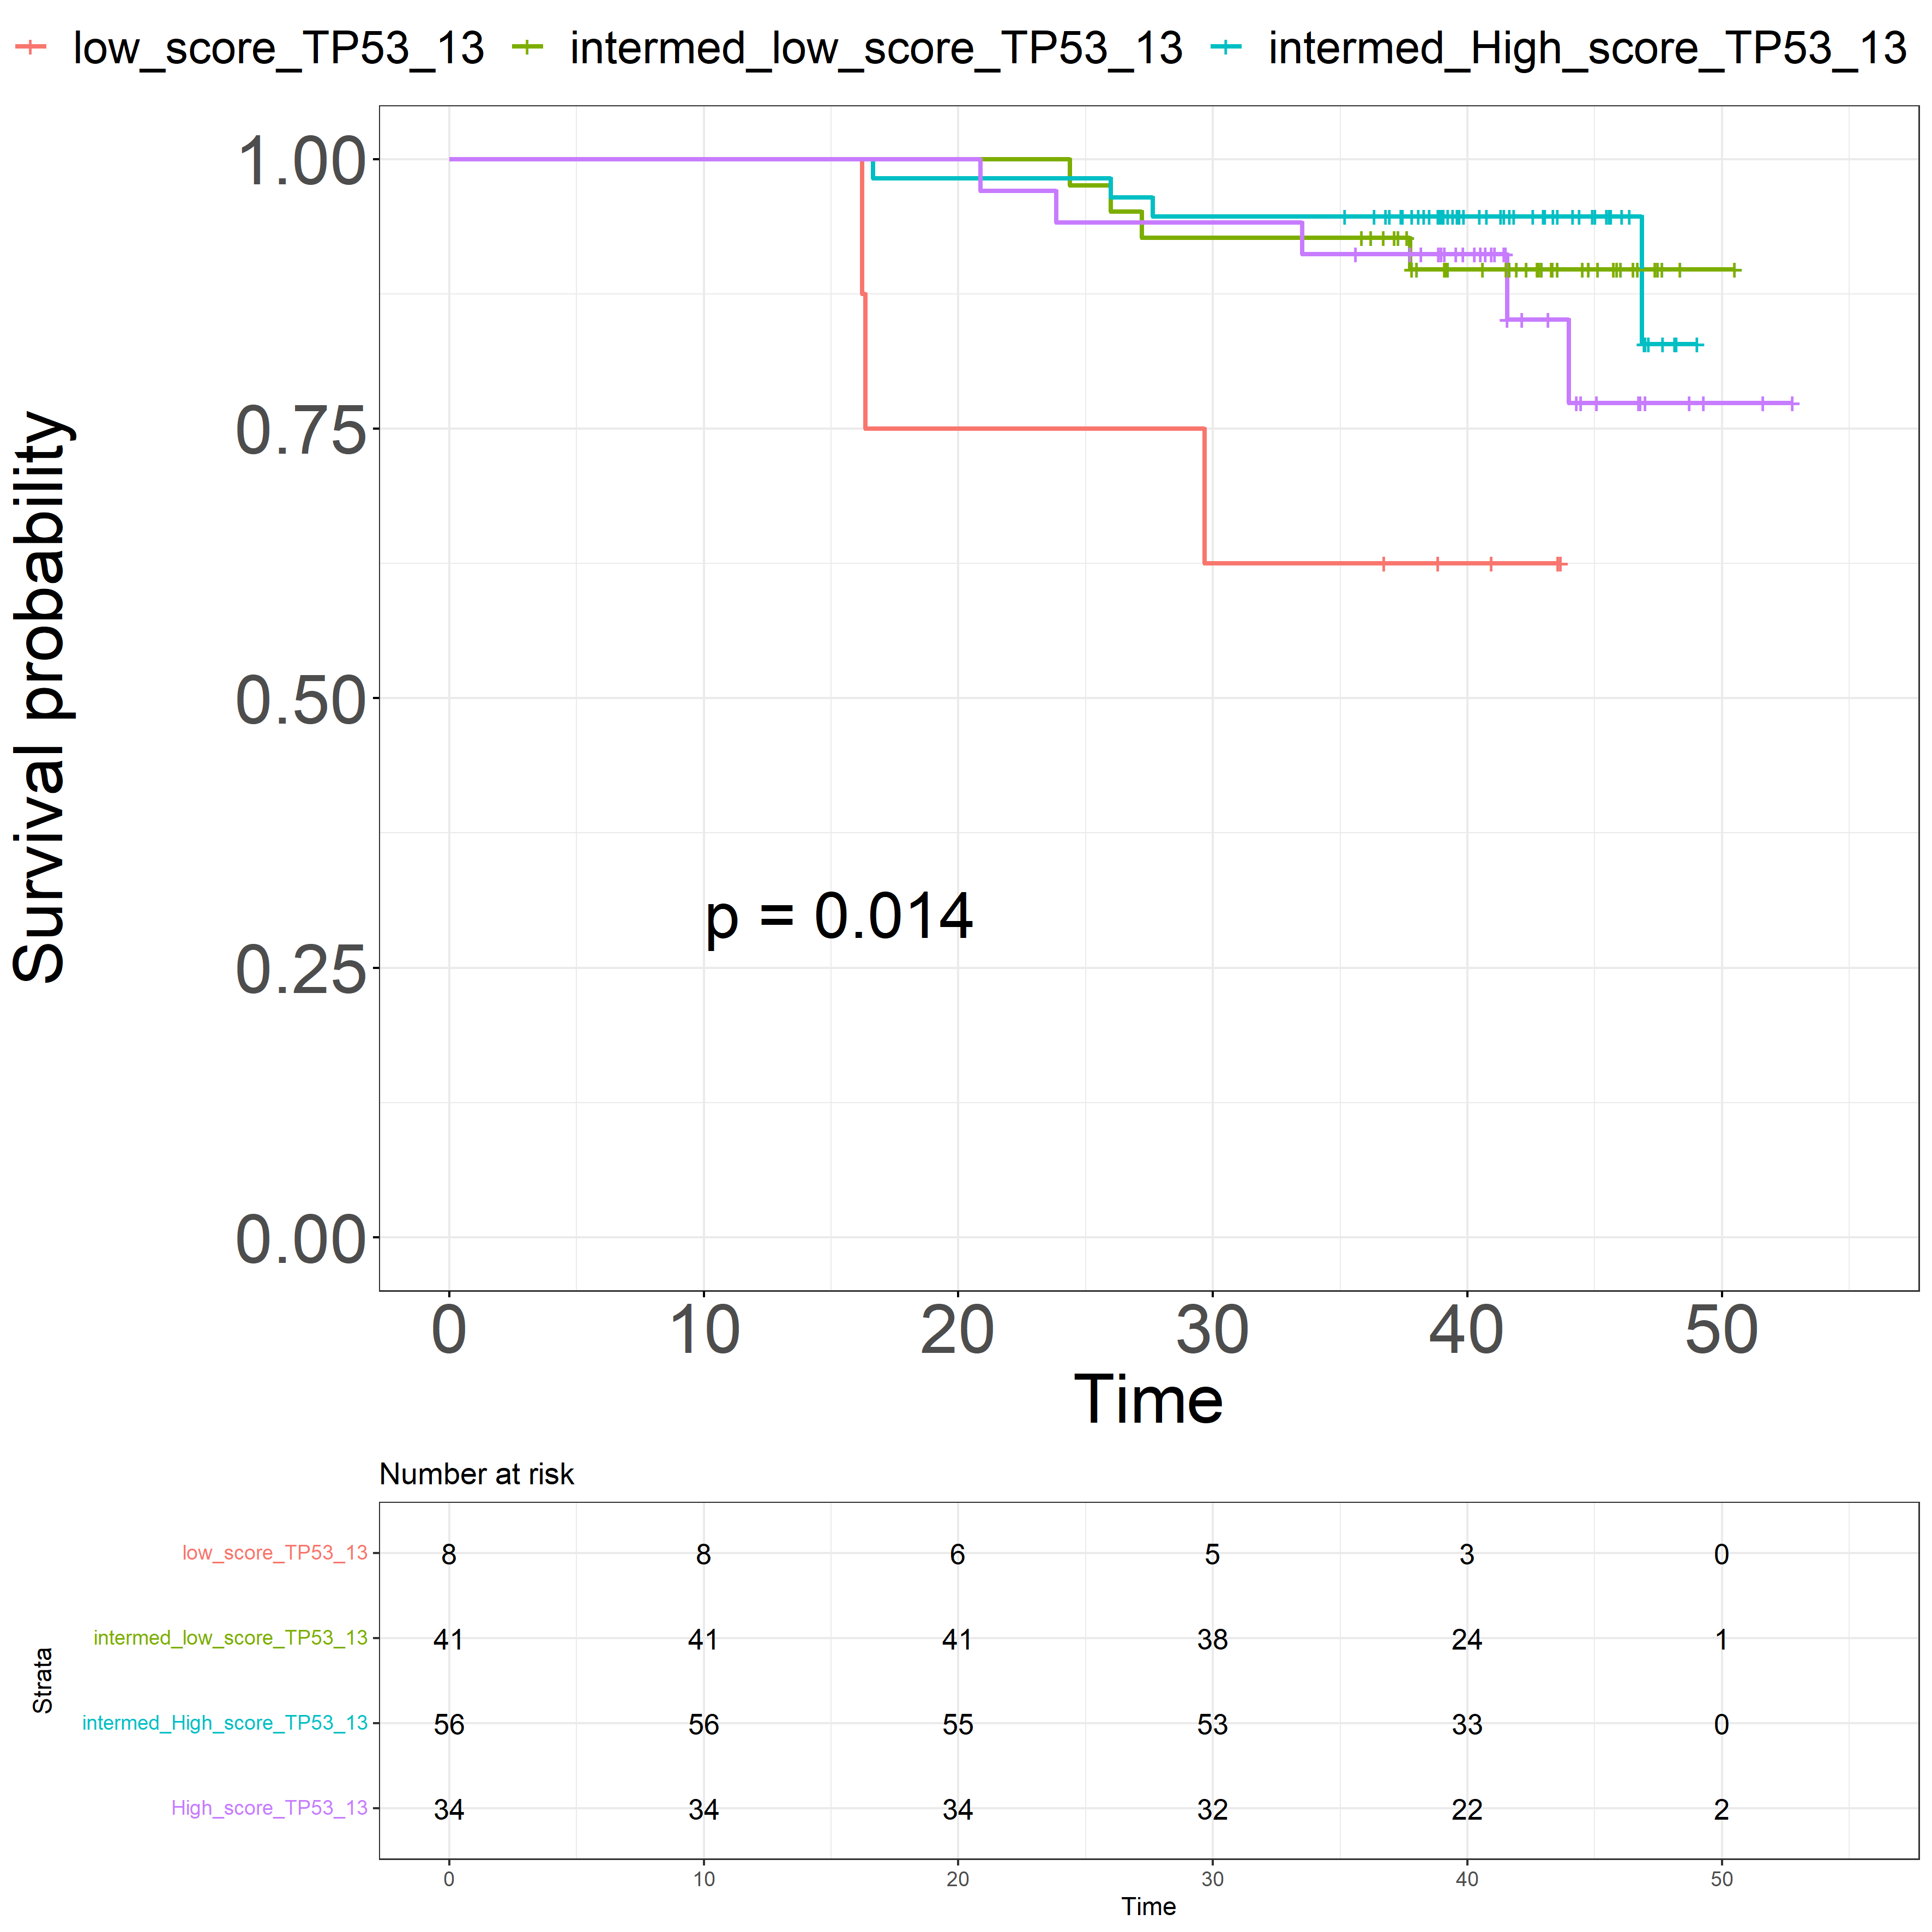 low_score_TP53_13 intermed_low_score_TP53_13 intermed_High_score_TP53_13
Survival probability
1.00
0.75
0.50
0.25
0.00
p = 0.014
0 10 20 30 40 50
Time
Number at risk
Strata
low_score_TP53_13 8 8 6 5 3 0
intermed_low_score_TP53_13 41 41 41 38 24 1
intermed_High_score_TP53_13 56 56 55 53 33 0
High_score_TP53_13 34 34 34 32 22 2
0 10 20 30 40 50
Time